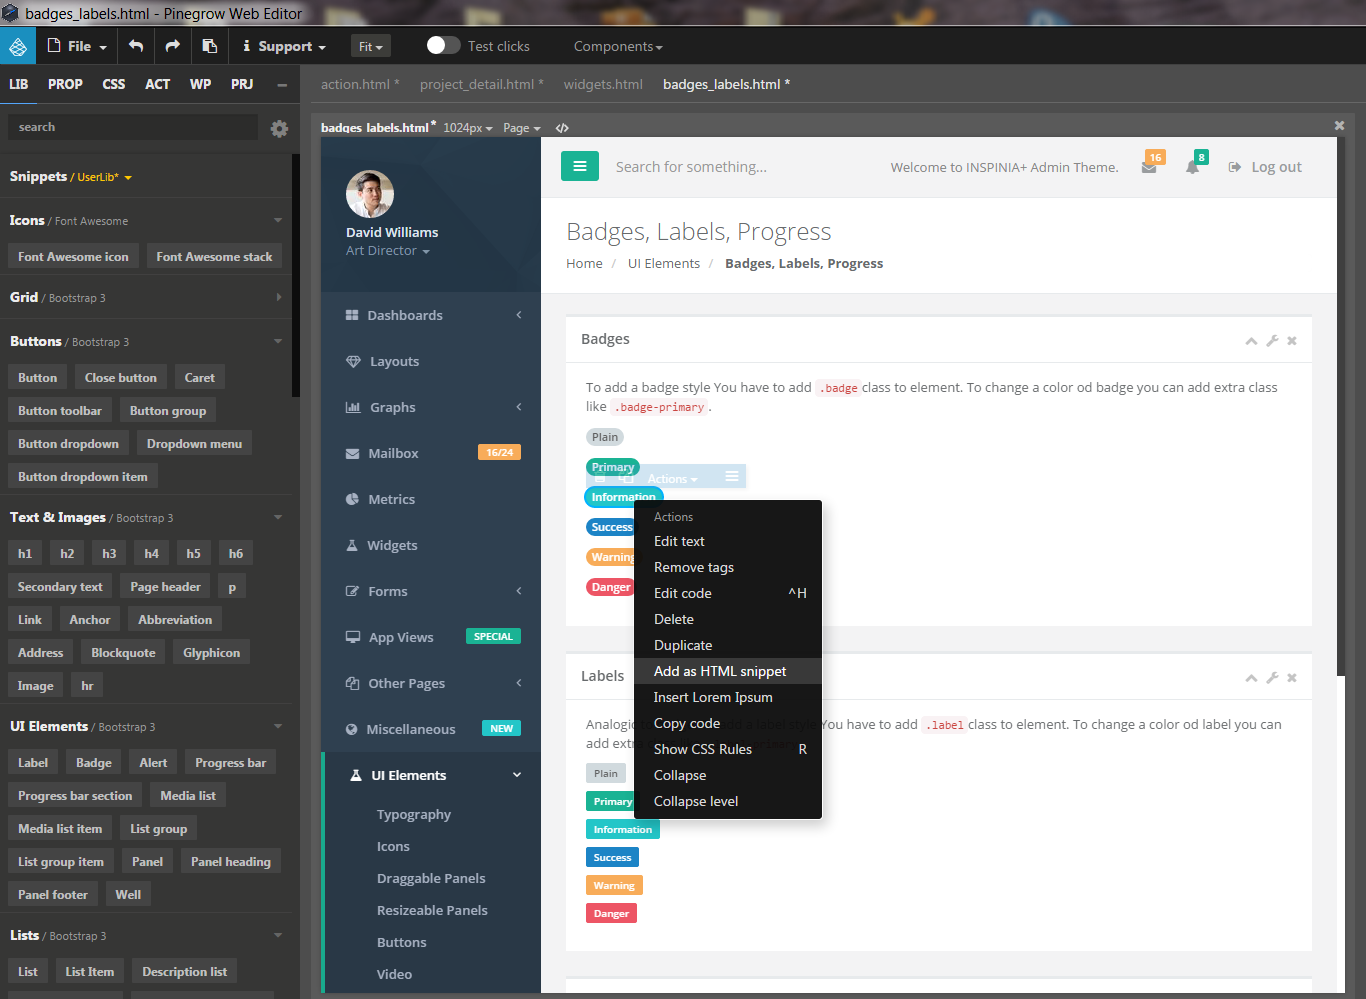 badges_labels.html - Pinegrow Web Editor
File
Support
Fit
Test clicks
Components
LIB PROP CSS ACT WP PRJ
action.html * project_detail.html * widgets.html badges_labels.html *
search
badges labels.html* 1024px Page </>
Snippets / UserLib*
Icons / Font Awesome
Font Awesome icon Font Awesome stack
Grid / Bootstrap 3
Buttons / Bootstrap 3
Button Close button Caret
Button toolbar Button group
Button dropdown Dropdown menu
Button dropdown item
Text & Images / Bootstrap 3
h1 h2 h3 h4 h5 h6
Secondary text Page header p
Link Anchor Abbreviation
Address Blockquote Glyphicon
Image hr
UI Elements / Bootstrap 3
Label Badge Alert Progress bar
Progress bar section Media list
Media list item List group
List group item Panel Panel heading
Panel footer Well
Lists / Bootstrap 3
List List Item Description list
David Williams
Art Director
Dashboards
Layouts
Graphs
Mailbox 16/24
Metrics
Widgets
Forms
App Views SPECIAL
Other Pages
Miscellaneous NEW
UI Elements
Typography
Icons
Draggable Panels
Resizeable Panels
Buttons
Video
Search for something...
Welcome to INSPINIA+ Admin Theme.
16
8
Log out
Badges, Labels, Progress
Home / UI Elements / Badges, Labels, Progress
Badges
To add a badge style You have to add .badge class to element. To change a color od badge you can add extra class
like .badge-primary .
Plain
Primary
Actions
Information
Success
Warning
Danger
Actions
Edit text
Remove tags
Edit code ^H
Delete
Duplicate
Add as HTML snippet
Insert Lorem Ipsum
Copy code
Show CSS Rules R
Collapse
Collapse level
Labels
Analogic to add a label style You have to add .label class to element. To change a color od label you can
add extra
Plain
Primary
Information
Success
Warning
Danger